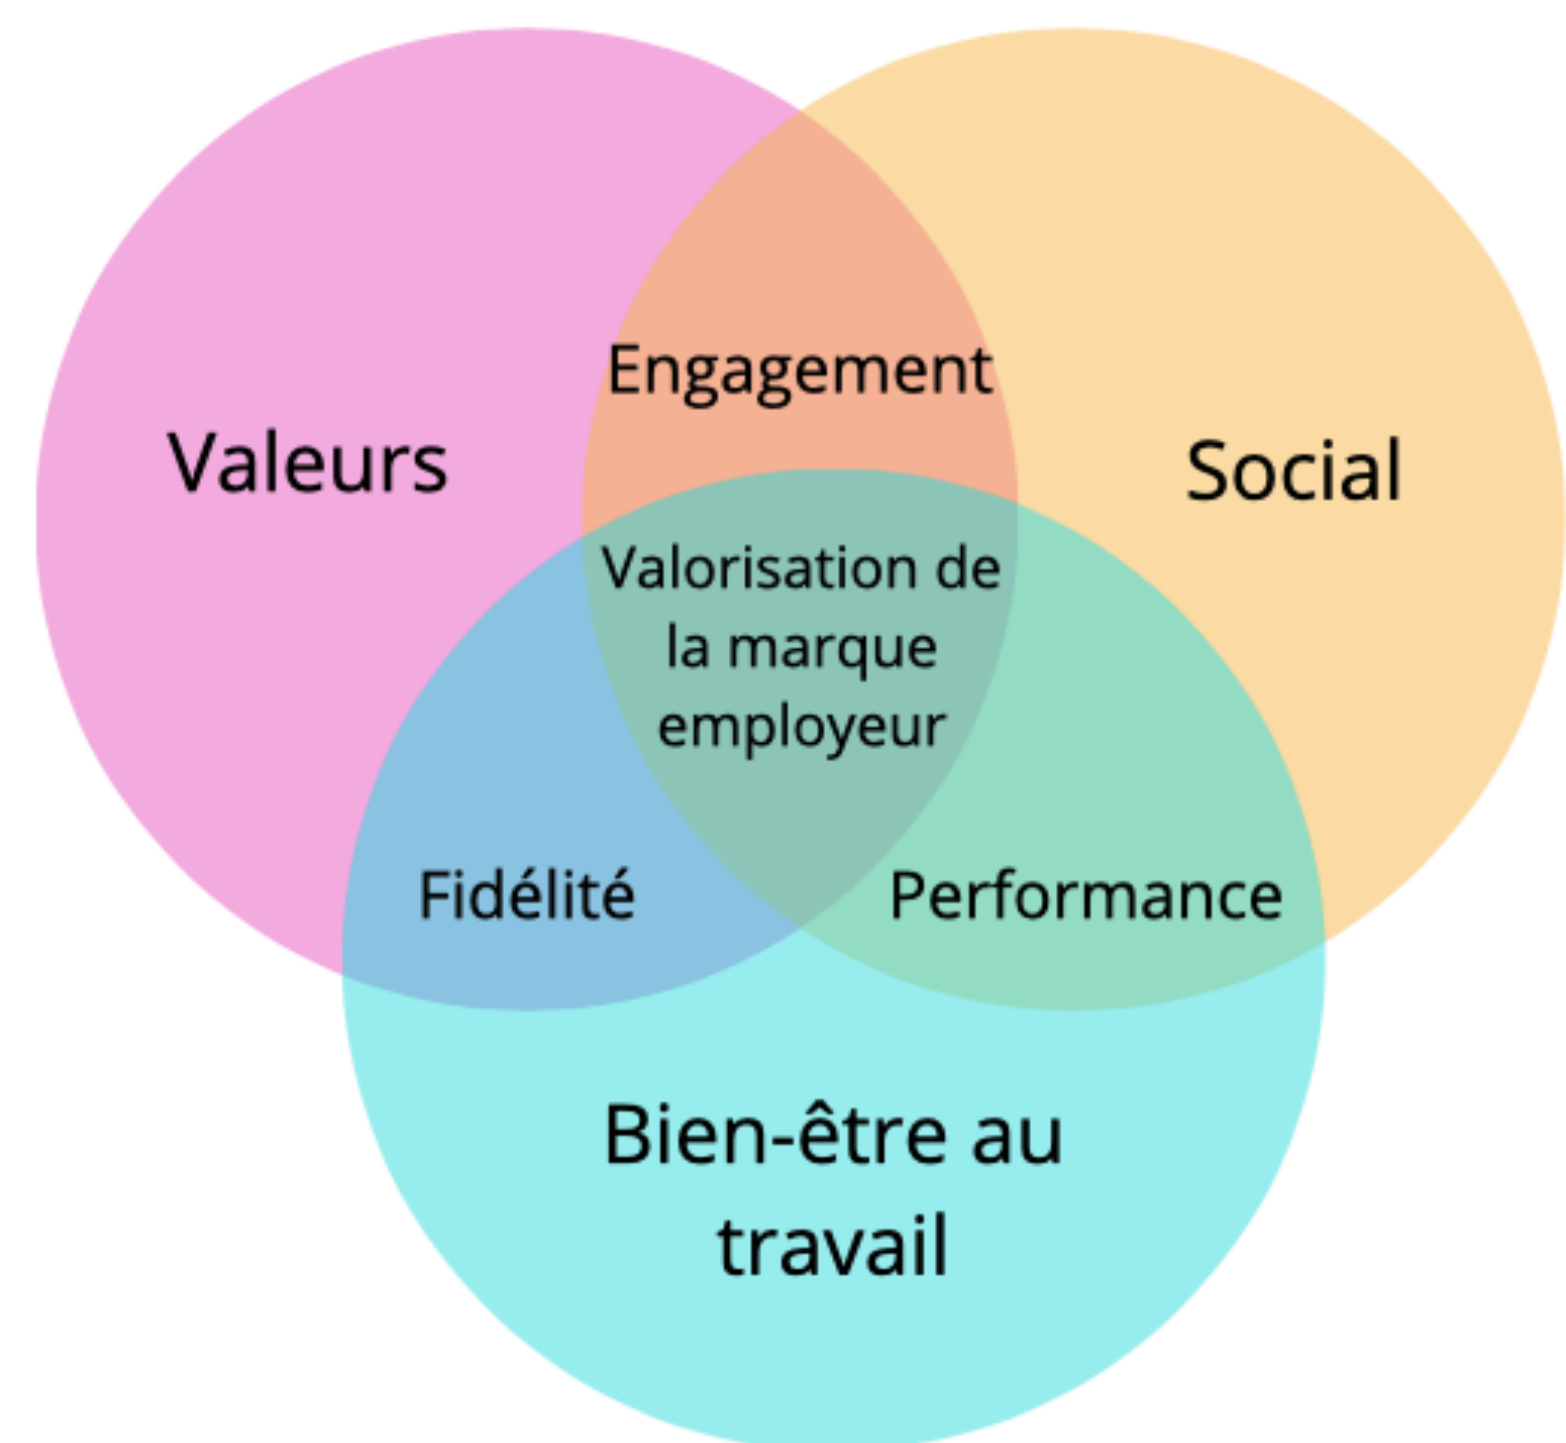 Engagement
Valeurs
Social
Valorisation de
la marque
employeur
Fidélité
Performance
Bien-être au
travail